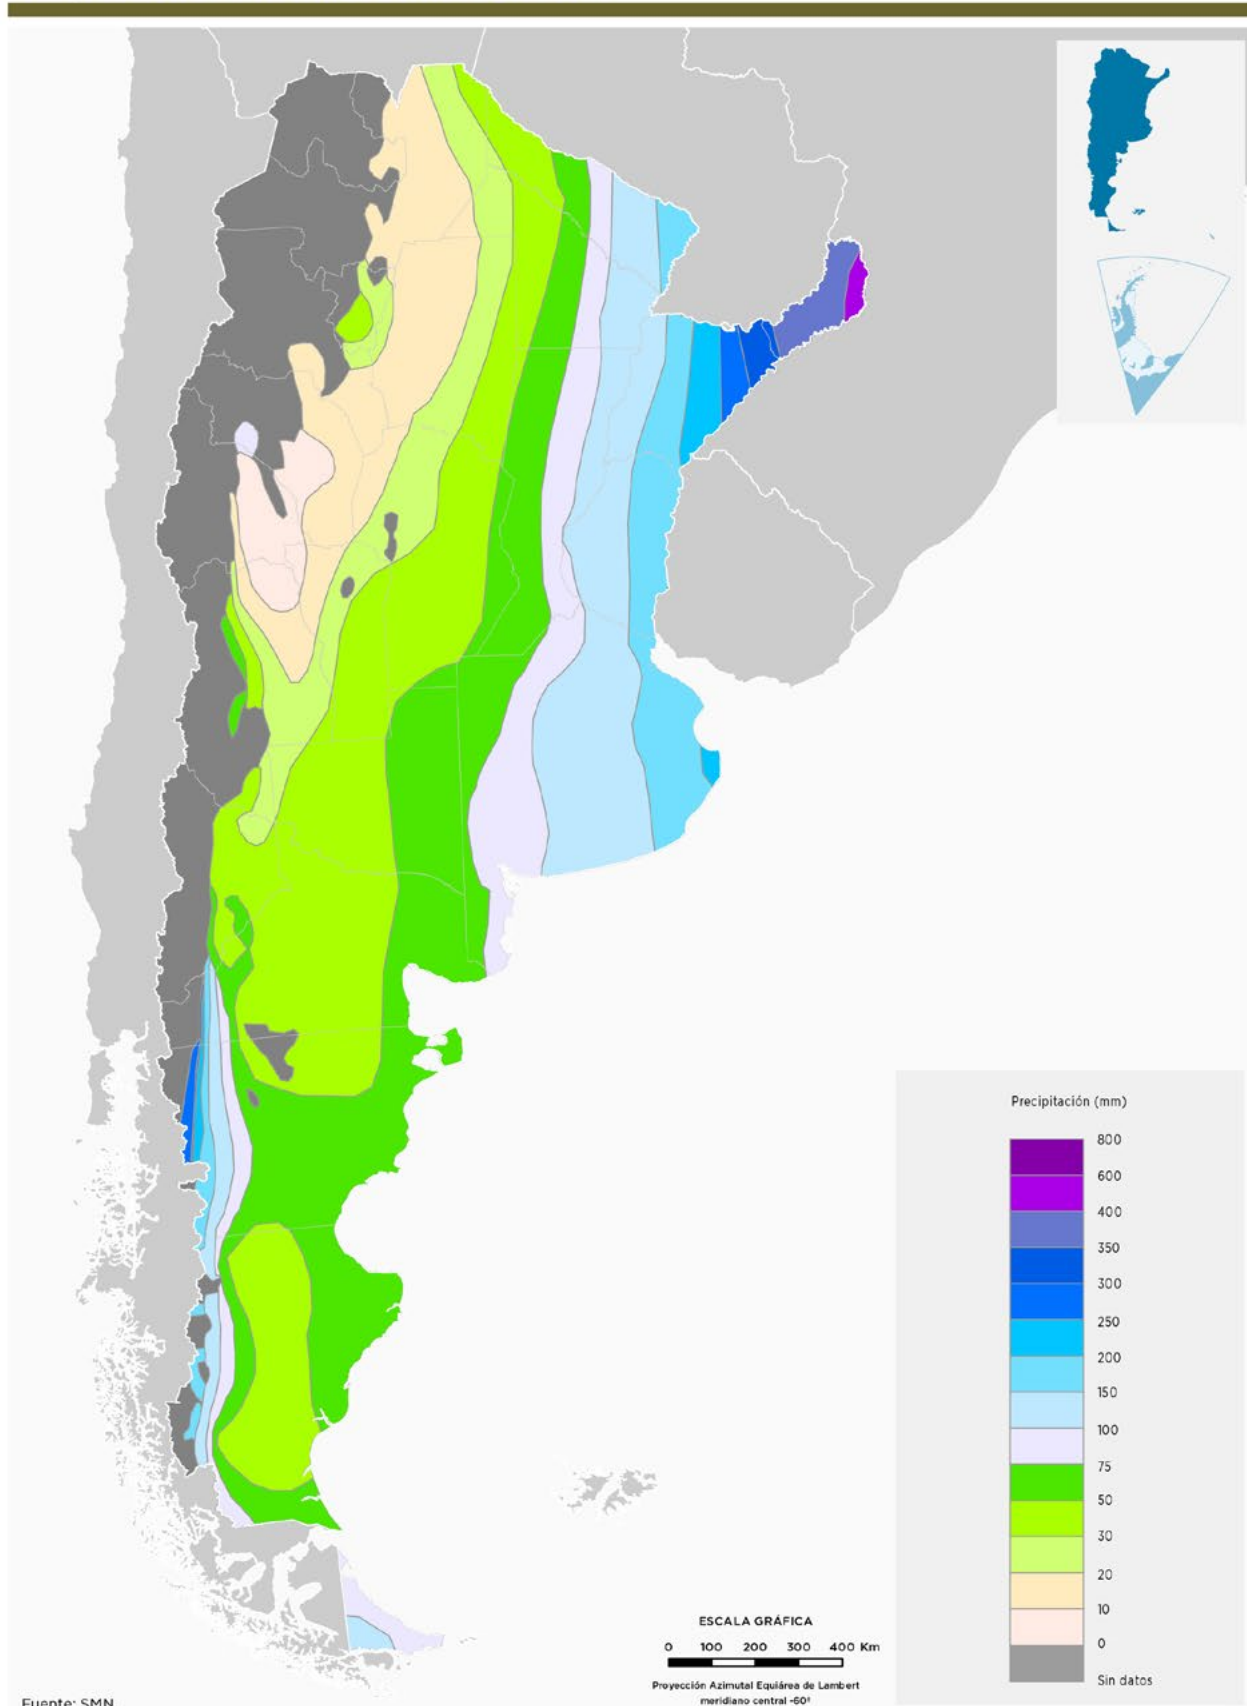 Precipitación (mm)
800
600
400
350
300
250
200
150
100
75
50
30
20
10
0
Sin datos
ESCALA GRÁFICA
0 100 200 300 400 Km
Proyección Azimutal Equiárea de Lambert
meridiano central -60º
Fuente: SMN